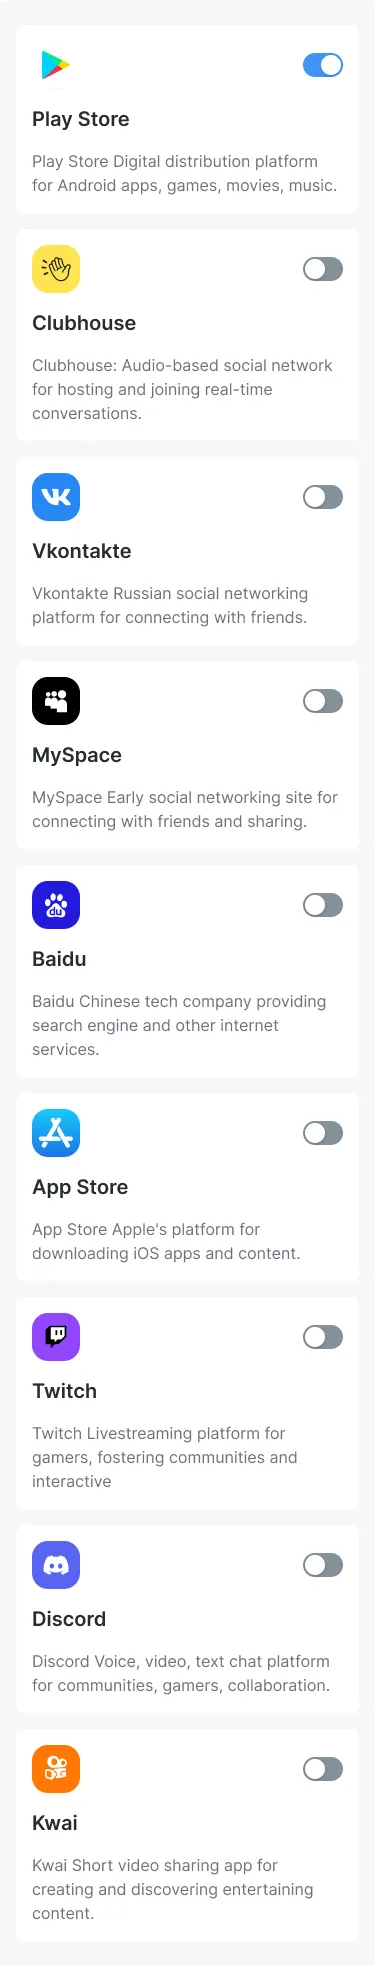 Play Store
Play Store Digital distribution platform
for Android apps, games, movies, music.
Clubhouse
Clubhouse: Audio-based social network
for hosting and joining real-time
conversations.
Vkontakte
Vkontakte Russian social networking
platform for connecting with friends.
MySpace
MySpace Early social networking site for
connecting with friends and sharing.
du
Baidu
Baidu Chinese tech company providing
search engine and other internet
services.
App Store
App Store Apple's platform for
downloading iOS apps and content.
Twitch
Twitch Livestreaming platform for
gamers, fostering communities and
interactive
Discord
Discord Voice, video, text chat platform
for communities, gamers, collaboration.
Kwai
Kwai Short video sharing app for
creating and discovering entertaining
content.